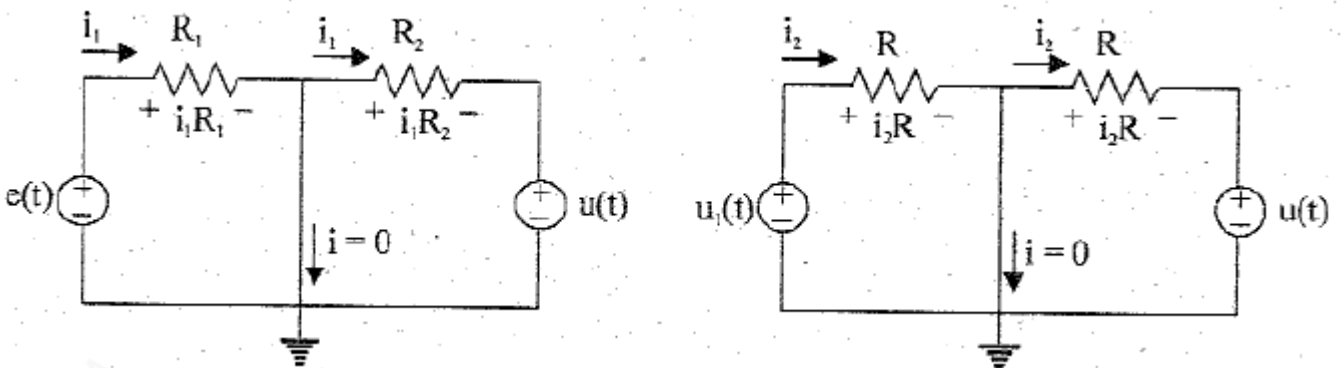 i₁ R₁ i₁ R₂
+ i₁R₁ − + i₁R₂ −
e(t) + − + − u(t)
i = 0
i₂ R i₂ R
+ i₂R − + i₂R −
u₁(t) + − + − u(t)
i = 0